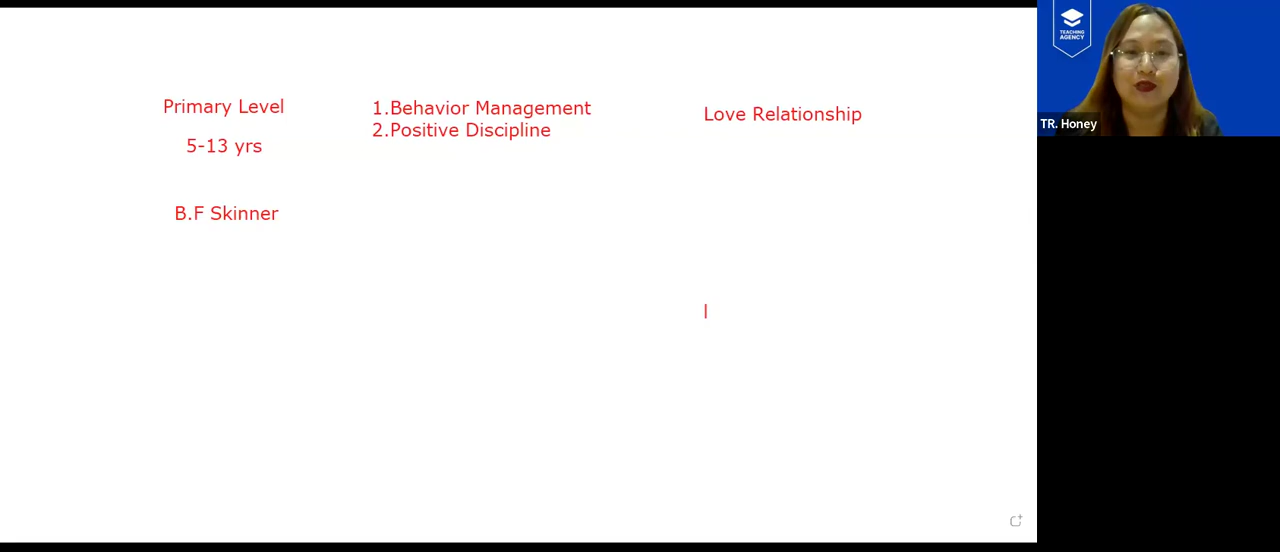 Primary Level
5-13 yrs
B.F Skinner
1.Behavior Management
2.Positive Discipline
Love Relationship
I
TEACHING
AGENCY
TR. Honey